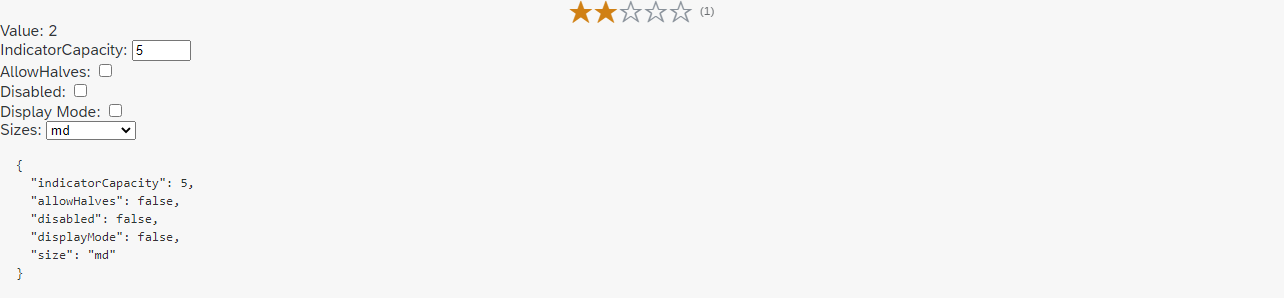 (1)
Value: 2
IndicatorCapacity: 5
AllowHalves:
Disabled:
Display Mode:
Sizes: md
{
"indicatorCapacity": 5,
"allowHalves": false,
"disabled": false,
"displayMode": false,
"size": "md"
}